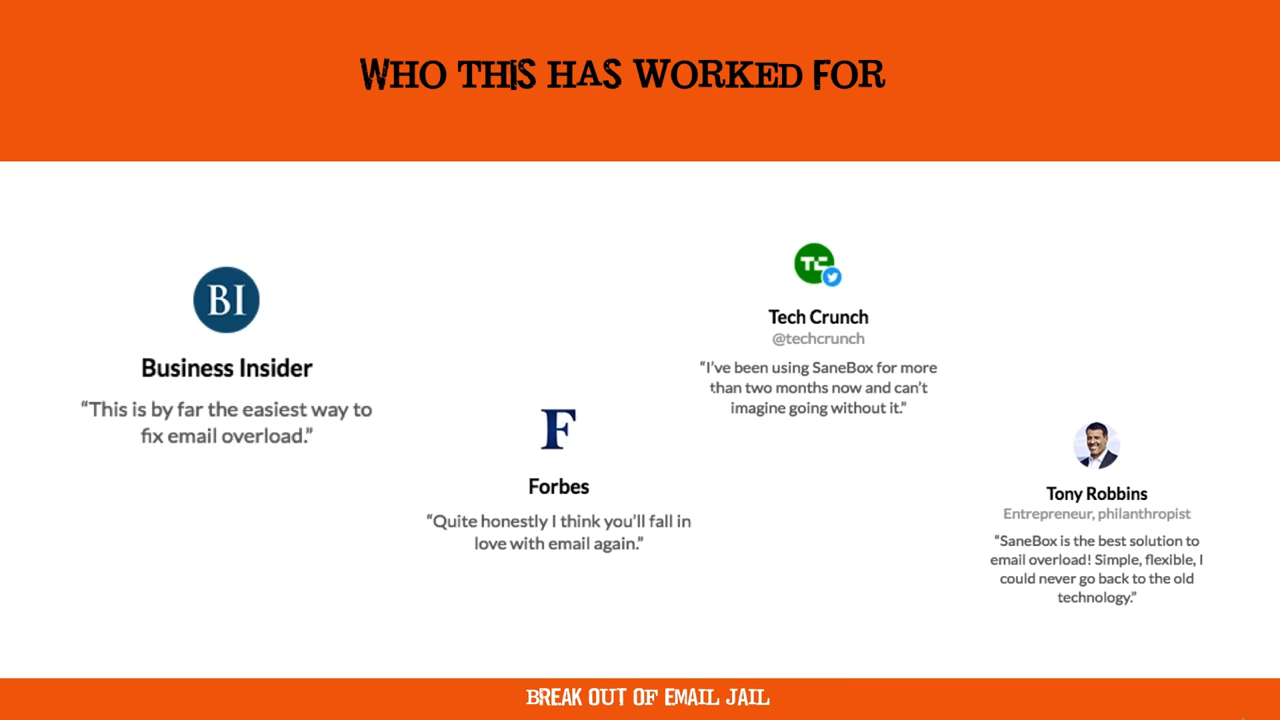 WHO THIS HAS WORKED FOR
BI
Business Insider
“This is by far the easiest way to
fix email overload.”
F
Forbes
“Quite honestly I think you’ll fall in
love with email again.”
TC
Tech Crunch
@techcrunch
“I’ve been using SaneBox for more
than two months now and can’t
imagine going without it.”
Tony Robbins
Entrepreneur, philanthropist
“SaneBox is the best solution to
email overload! Simple, flexible, I
could never go back to the old
technology.”
BREAK OUT OF EMAIL JAIL